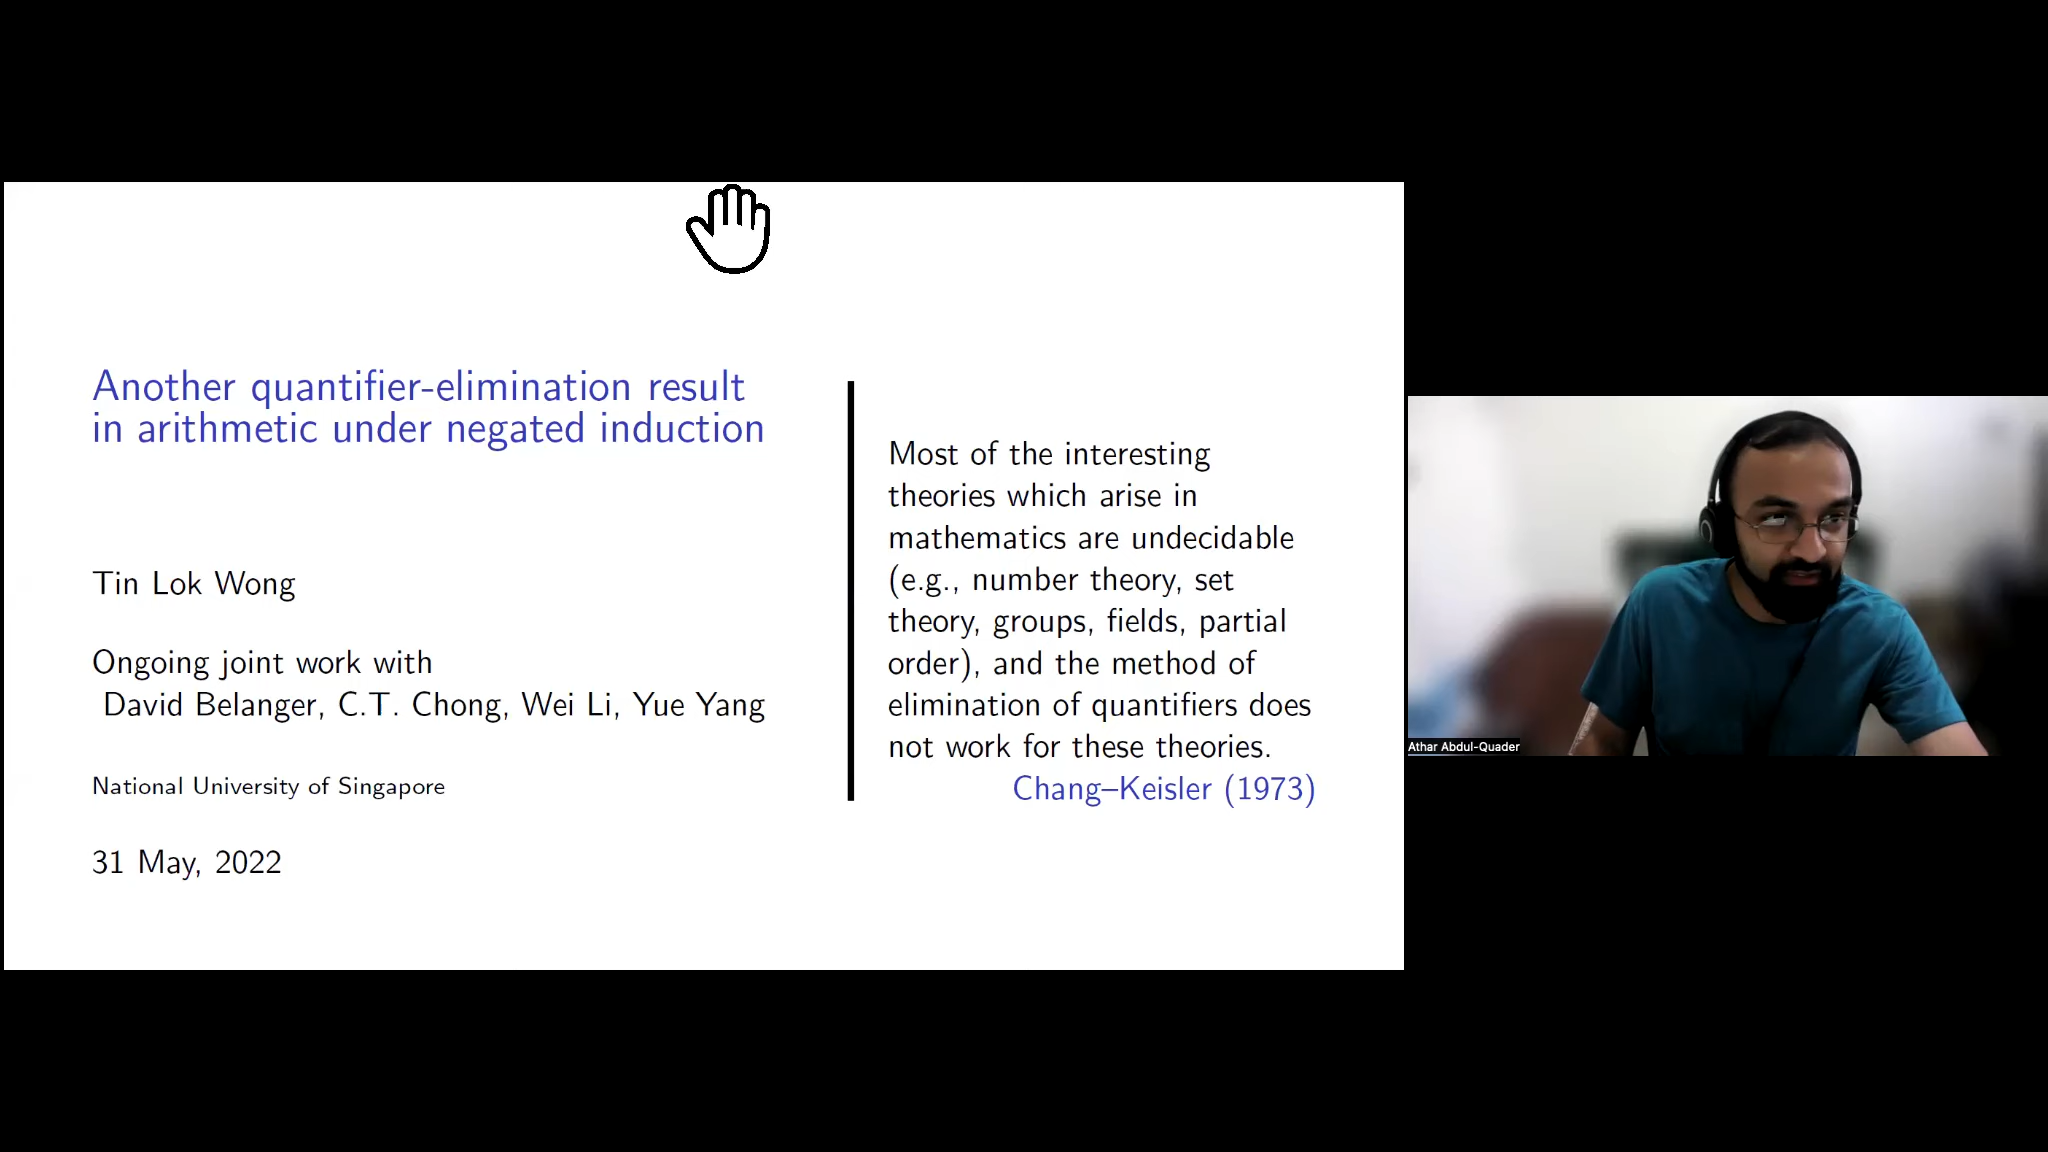 Another quantifier-elimination result
in arithmetic under negated induction
Tin Lok Wong
Ongoing joint work with
David Belanger, C.T. Chong, Wei Li, Yue Yang
National University of Singapore
31 May, 2022
Most of the interesting
theories which arise in
mathematics are undecidable
(e.g., number theory, set
theory, groups, fields, partial
order), and the method of
elimination of quantifiers does
not work for these theories.
Chang–Keisler (1973)
Athar Abdul-Quader